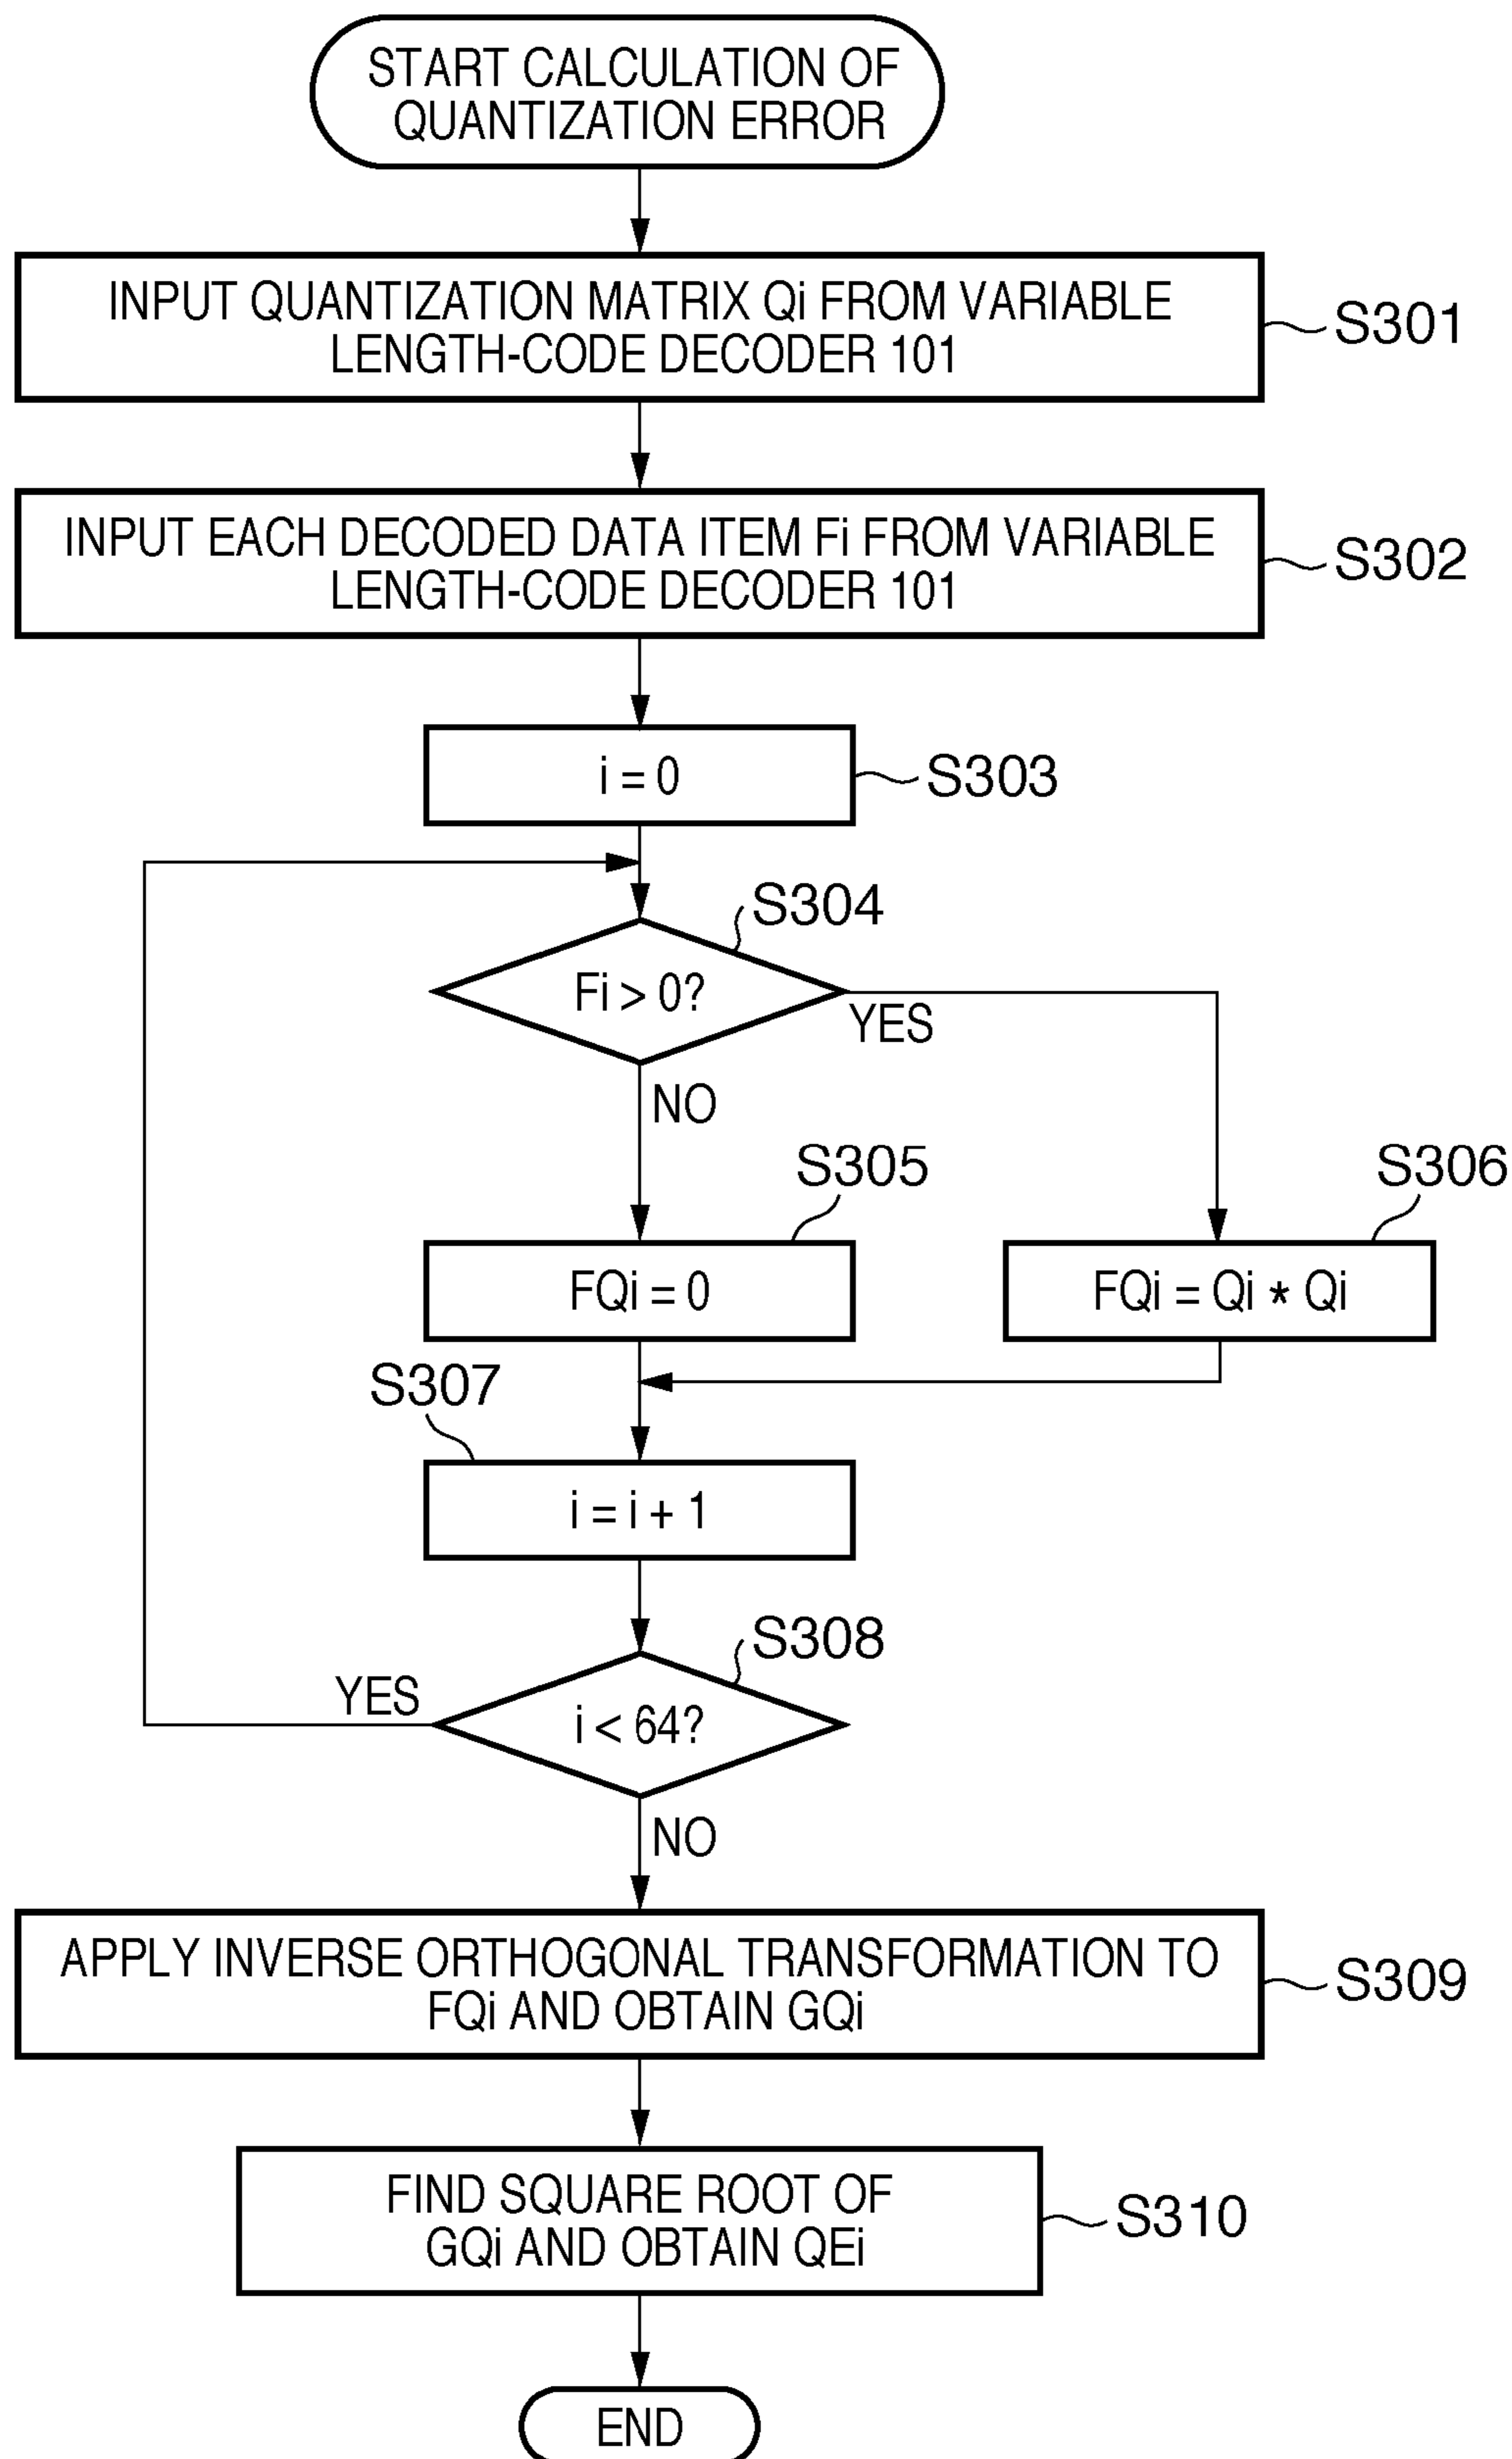 START CALCULATION OF
QUANTIZATION ERROR
INPUT QUANTIZATION MATRIX Qi FROM VARIABLE
LENGTH-CODE DECODER 101
S301
INPUT EACH DECODED DATA ITEM Fi FROM VARIABLE
LENGTH-CODE DECODER 101
S302
i = 0
S303
S304
Fi > 0?
YES
NO
S305
S306
FQi = 0
FQi = Qi * Qi
S307
i = i + 1
S308
YES
i < 64?
NO
APPLY INVERSE ORTHOGONAL TRANSFORMATION TO
FQi AND OBTAIN GQi
S309
FIND SQUARE ROOT OF
GQi AND OBTAIN QEi
S310
END